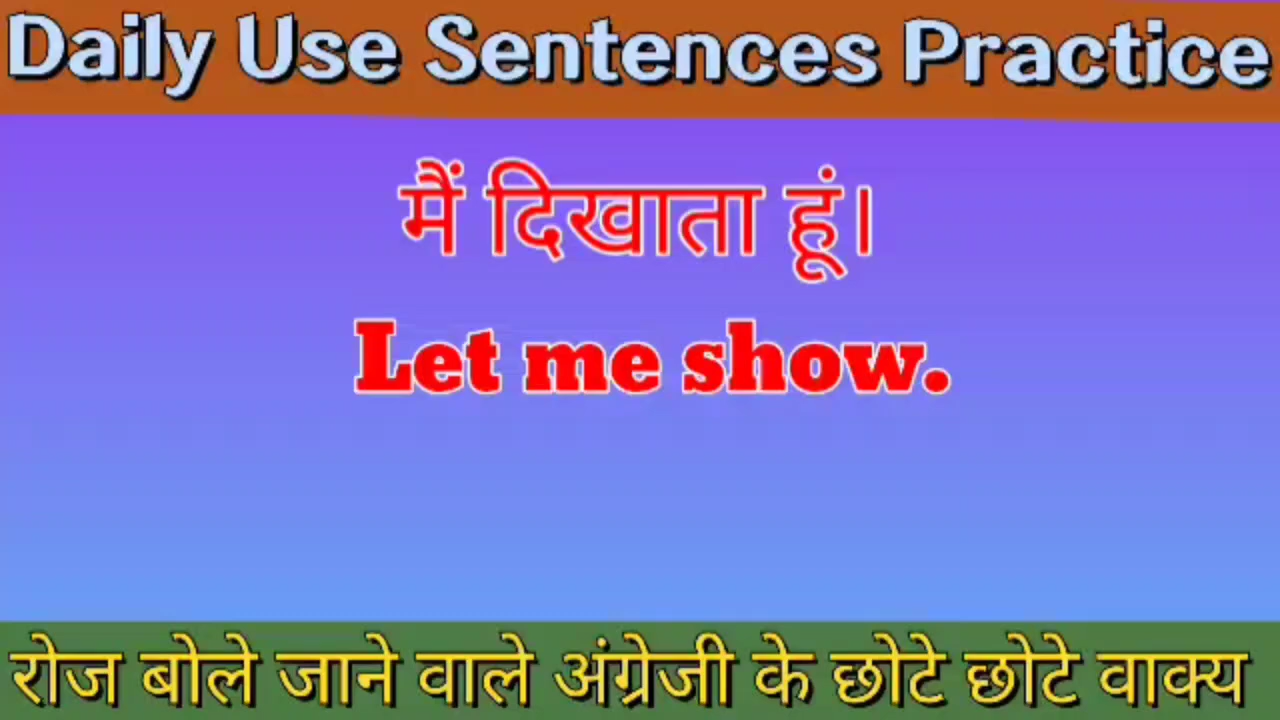 Daily Use Sentences Practice
मैं दिखाता हूं।
Let me show.
रोज बोले जाने वाले अंग्रेजी के छोटे छोटे वाक्य